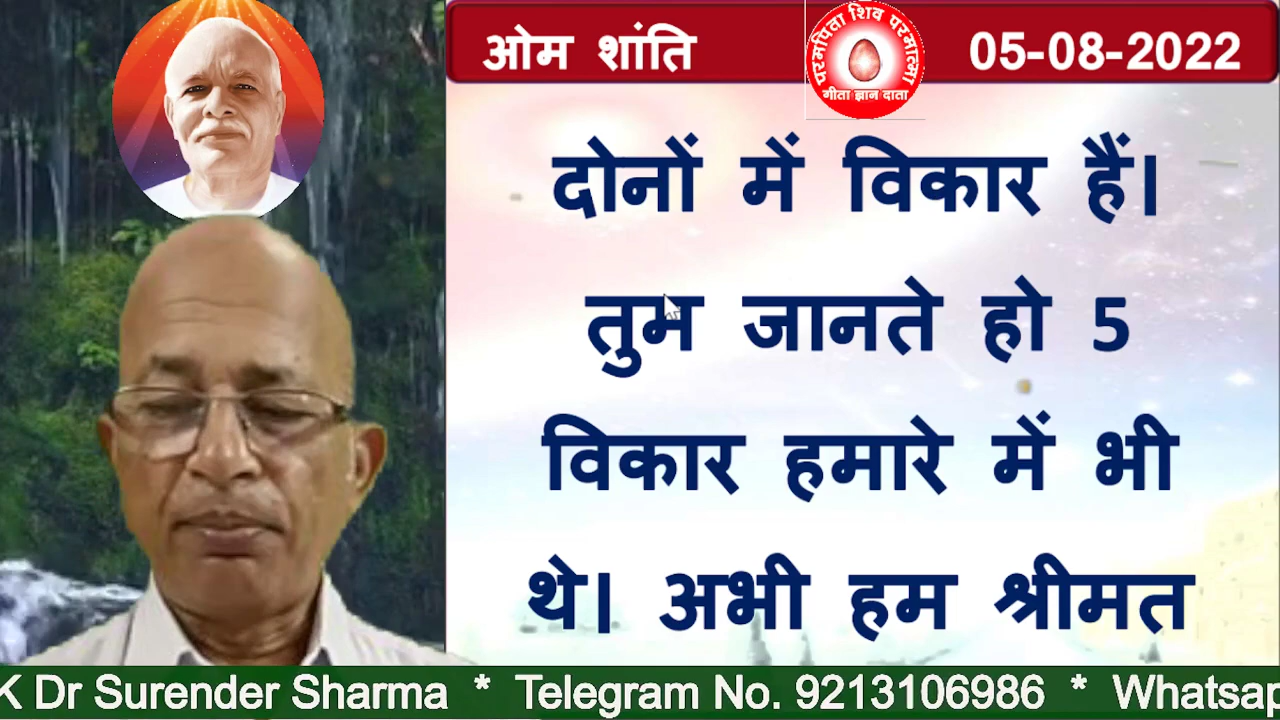 ओम शांति
परमपिता शिव परमात्मा
गीता ज्ञान दाता
05-08-2022
दोनों में विकार हैं।
तुम जानते हो 5
विकार हमारे में भी
थे। अभी हम श्रीमत
K Dr Surender Sharma * Telegram No. 9213106986 * Whatsap